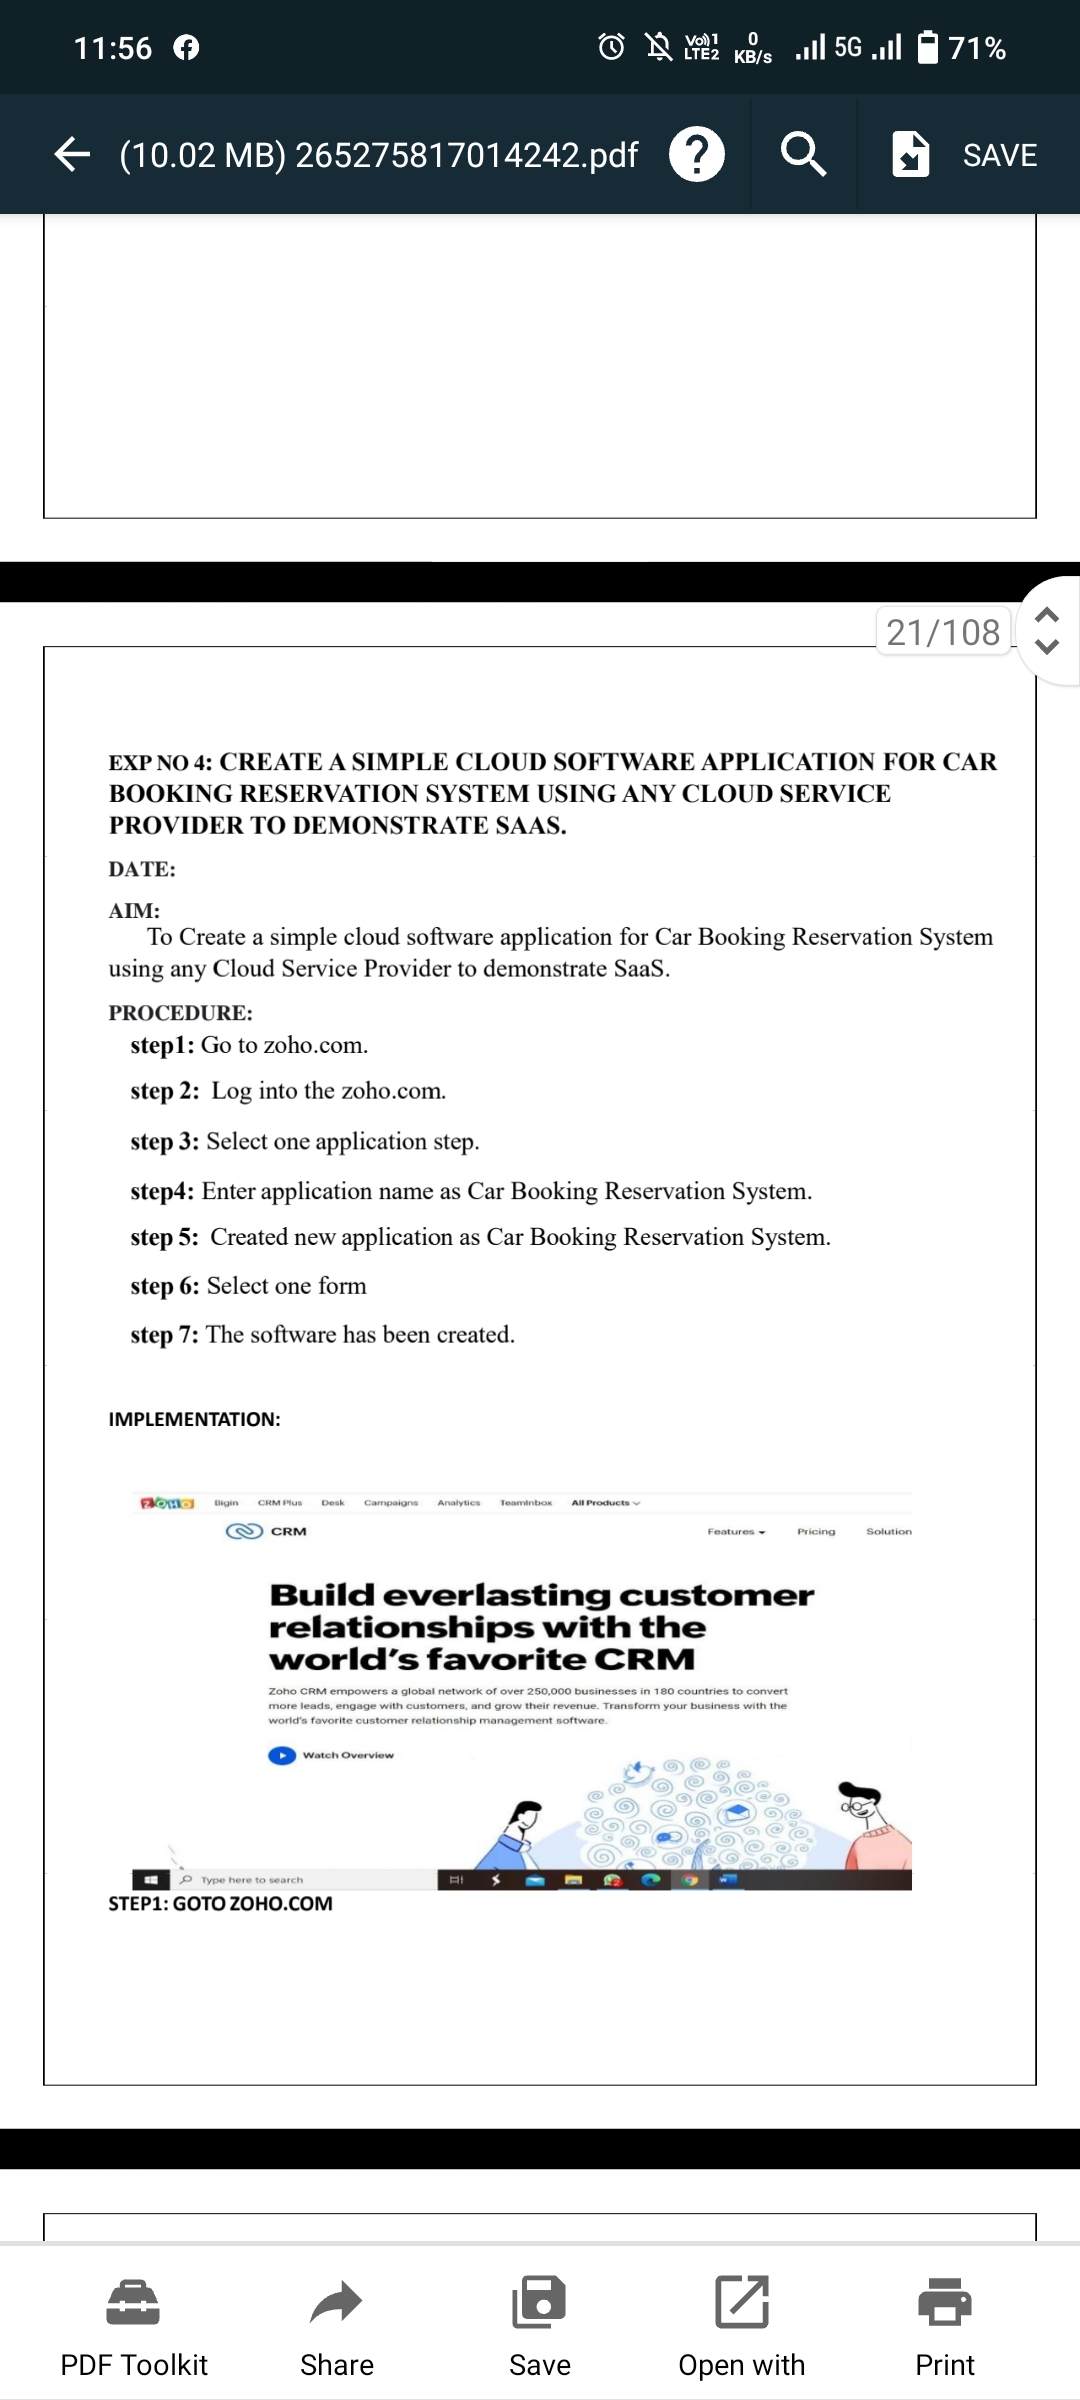 11:56
Vo)) 1 LTE2 0 KB/s 5G 71%
(10.02 MB) 265275817014242.pdf ? SAVE
21/108
EXP NO 4: CREATE A SIMPLE CLOUD SOFTWARE APPLICATION FOR CAR
BOOKING RESERVATION SYSTEM USING ANY CLOUD SERVICE
PROVIDER TO DEMONSTRATE SAAS.
DATE:
AIM:
To Create a simple cloud software application for Car Booking Reservation System
using any Cloud Service Provider to demonstrate SaaS.
PROCEDURE:
step1: Go to zoho.com.
step 2: Log into the zoho.com.
step 3: Select one application step.
step4: Enter application name as Car Booking Reservation System.
step 5: Created new application as Car Booking Reservation System.
step 6: Select one form
step 7: The software has been created.
IMPLEMENTATION:
ZOHO Bigin CRM Plus Desk Campaigns Analytics TeamInbox All Products
CRM Features Pricing Solution
Build everlasting customer
relationships with the
world's favorite CRM
Zoho CRM empowers a global network of over 250,000 businesses in 180 countries to convert
more leads, engage with customers, and grow their revenue. Transform your business with the
world's favorite customer relationship management software.
Watch Overview
Type here to search
STEP1: GOTO ZOHO.COM
PDF Toolkit Share Save Open with Print